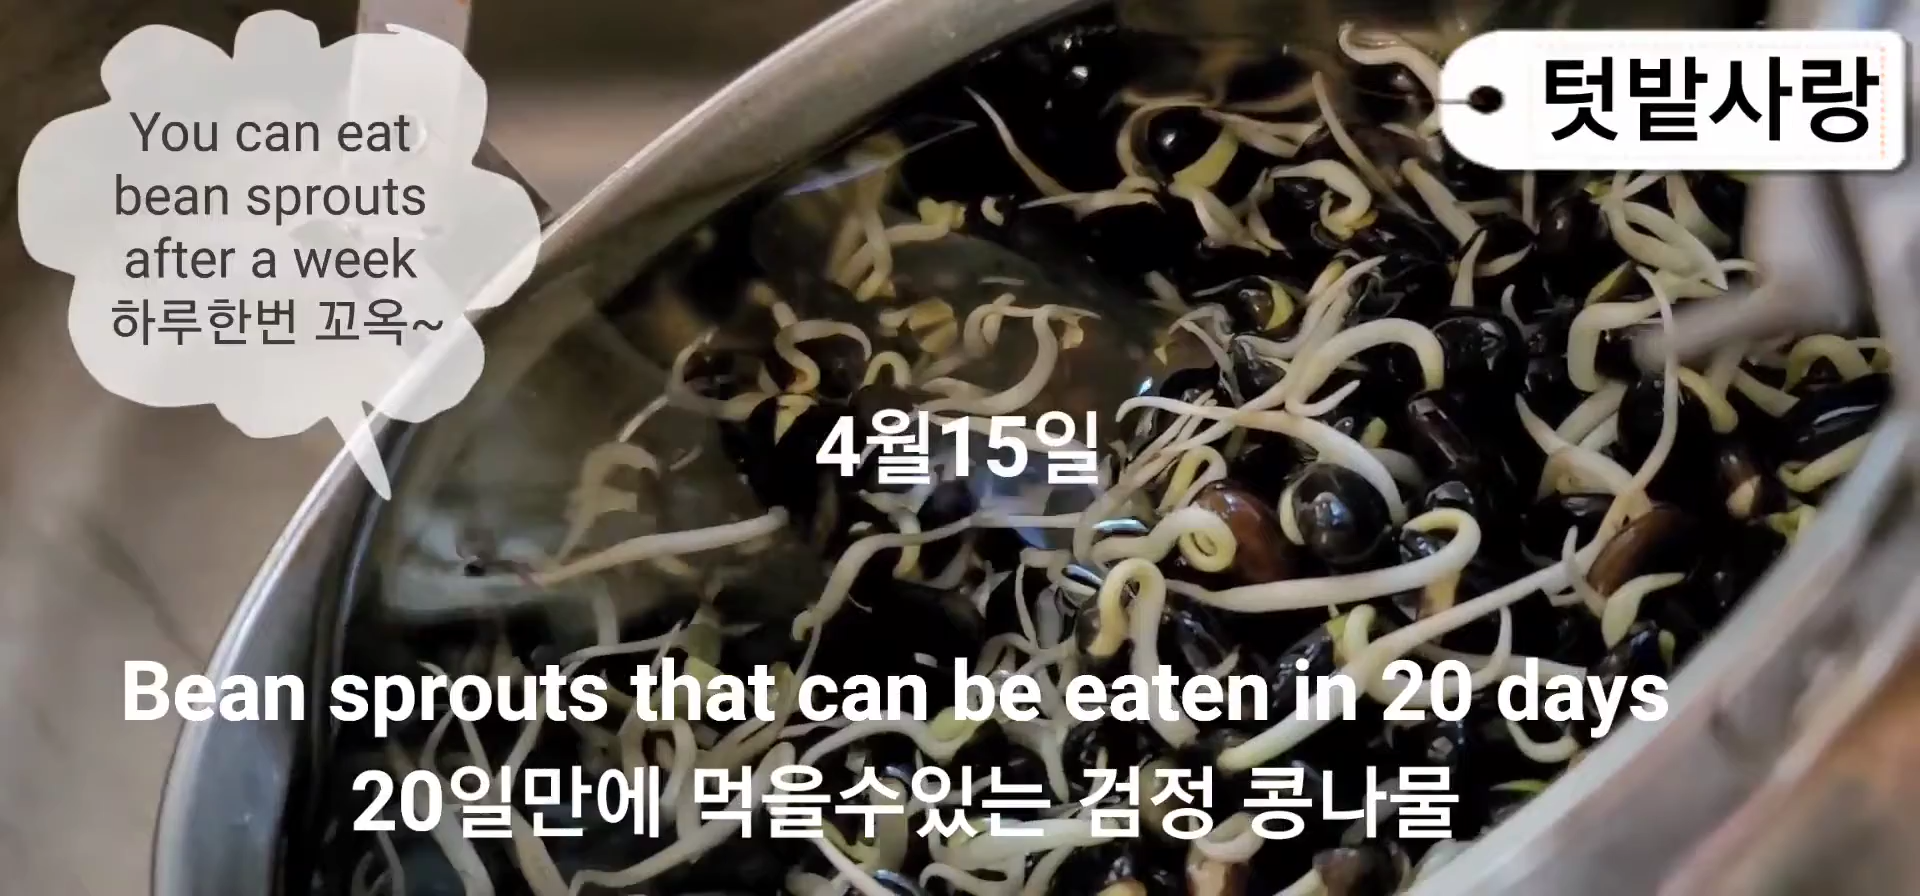 You can eat
bean sprouts
after a week
하루한번 꼬옥~
텃밭사랑
4월15일
Bean sprouts that can be eaten in 20 days
20일만에 먹을수있는 검정 콩나물